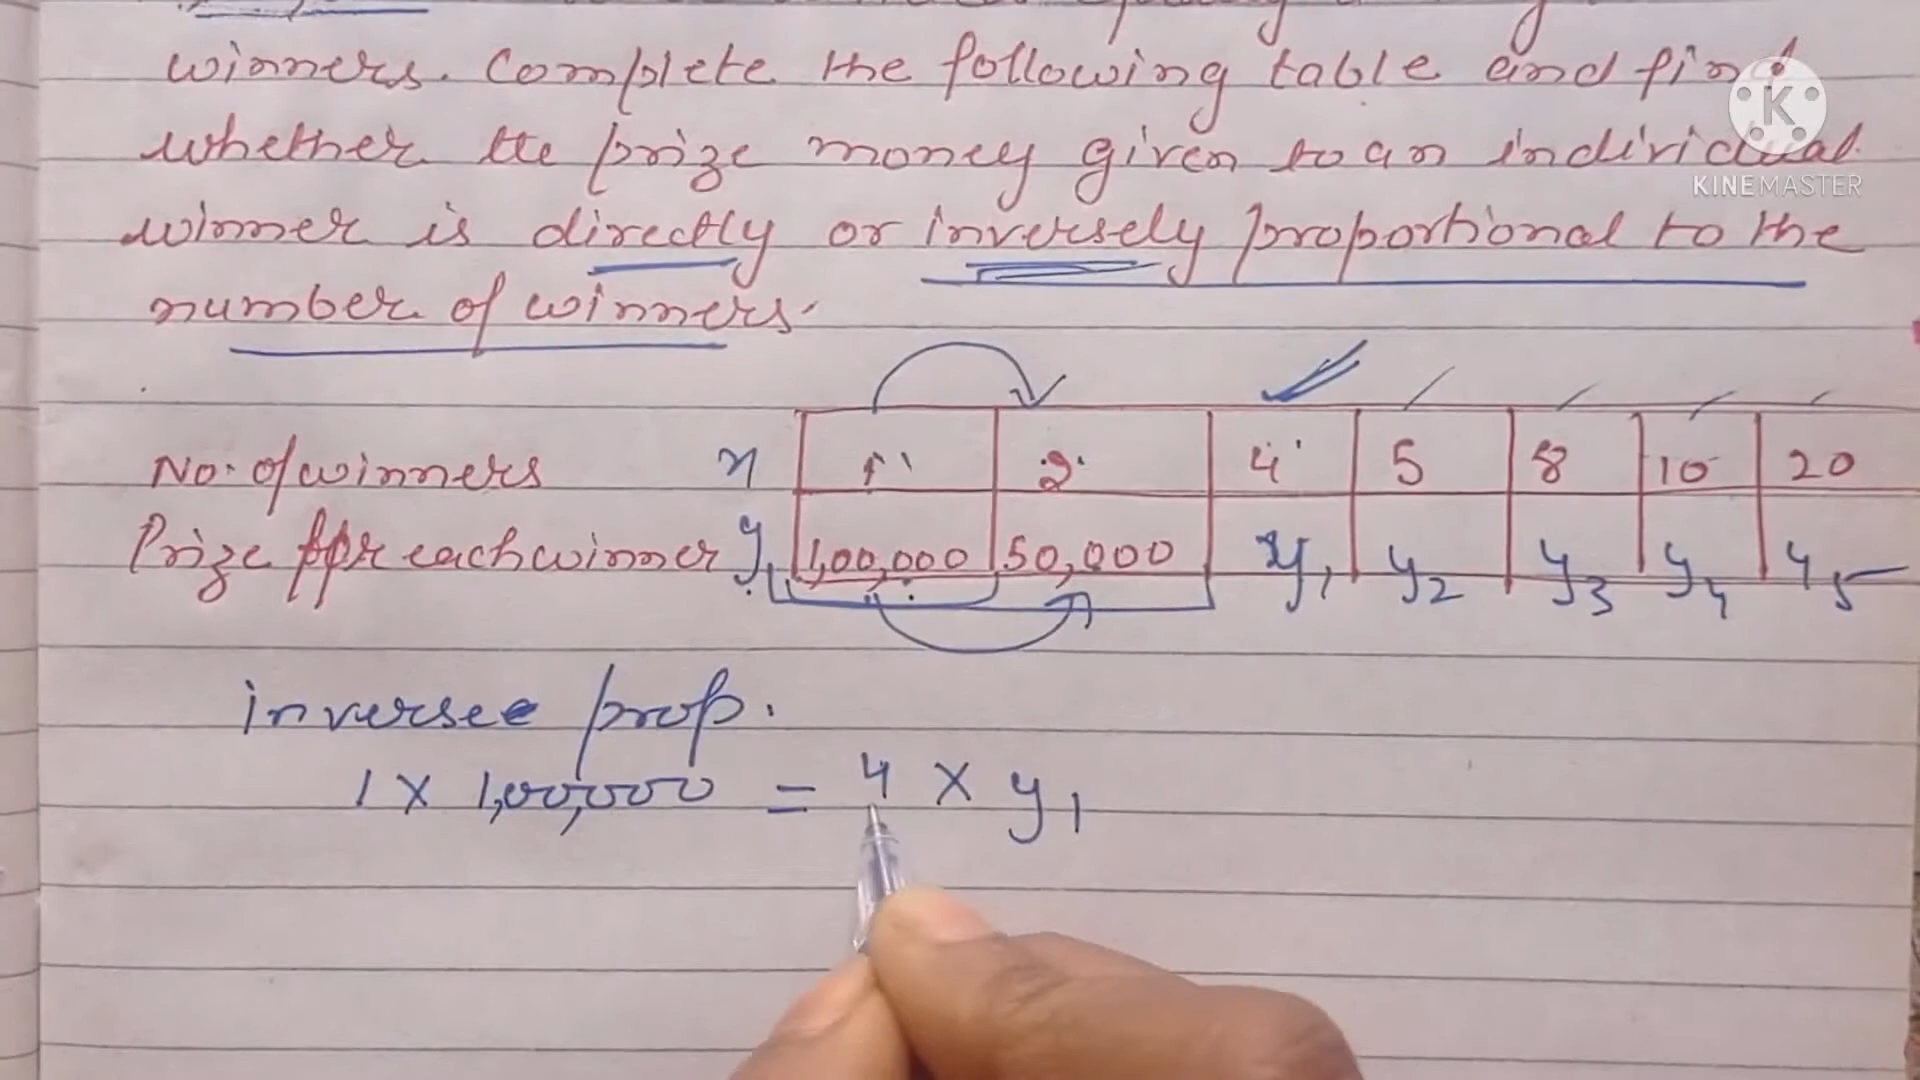 winners. Complete the following table and find
whether the prize money given to an individual
winner is directly or inversely proportional to the
number of winners.
No. of winners x 1 2 4 5 8 10 20
Prize for each winner y 1,00,000 50,000 y1 y2 y3 y4 y5
inverse prop.
1 x 1,00,000 = 4 x y1
K
KINEMASTER